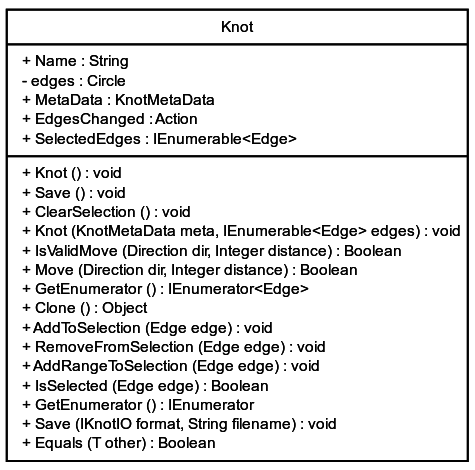 Knot
+ Name : String
- edges : Circle
+ MetaData : KnotMetaData
+ EdgesChanged : Action
+ SelectedEdges : IEnumerable<Edge>
+ Knot () : void
+ Save () : void
+ ClearSelection () : void
+ Knot (KnotMetaData meta, IEnumerable<Edge> edges) : void
+ IsValidMove (Direction dir, Integer distance) : Boolean
+ Move (Direction dir, Integer distance) : Boolean
+ GetEnumerator () : IEnumerator<Edge>
+ Clone () : Object
+ AddToSelection (Edge edge) : void
+ RemoveFromSelection (Edge edge) : void
+ AddRangeToSelection (Edge edge) : void
+ IsSelected (Edge edge) : Boolean
+ GetEnumerator () : IEnumerator
+ Save (IKnotIO format, String filename) : void
+ Equals (T other) : Boolean